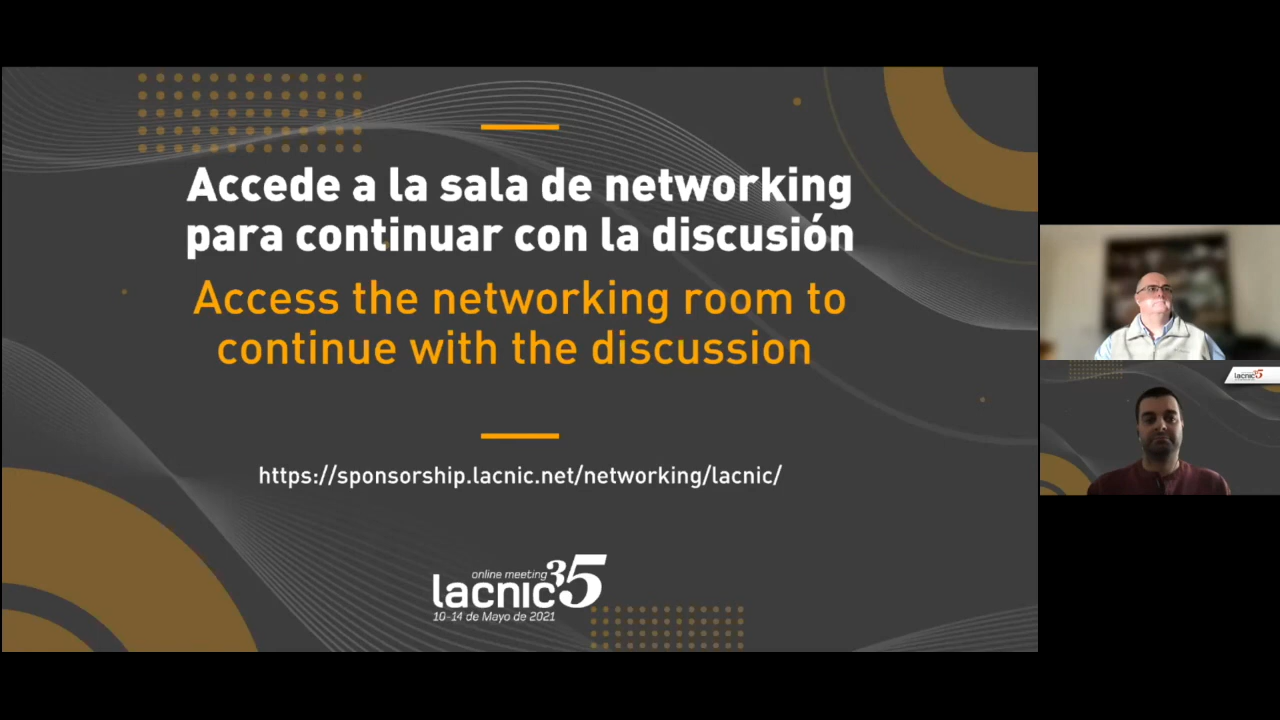 Accede a la sala de networking
para continuar con la discusión
Access the networking room to
continue with the discussion
https://sponsorship.lacnic.net/networking/lacnic/
online meeting
lacnic35
10-14 de Mayo de 2021
lacnic35